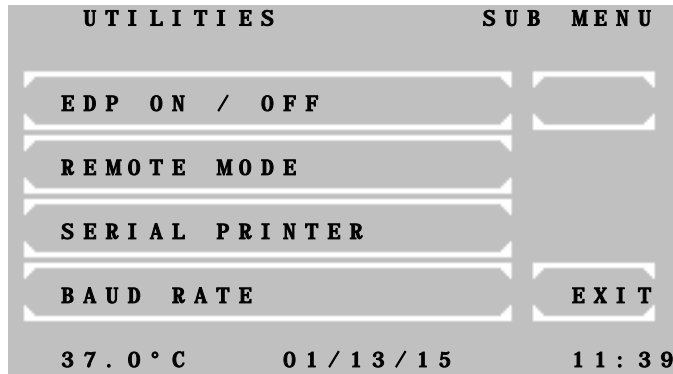 UTILITIES SUB MENU
EDP ON / OFF
REMOTE MODE
SERIAL PRINTER
BAUD RATE EXIT
37.0°C 01/13/15 11:39